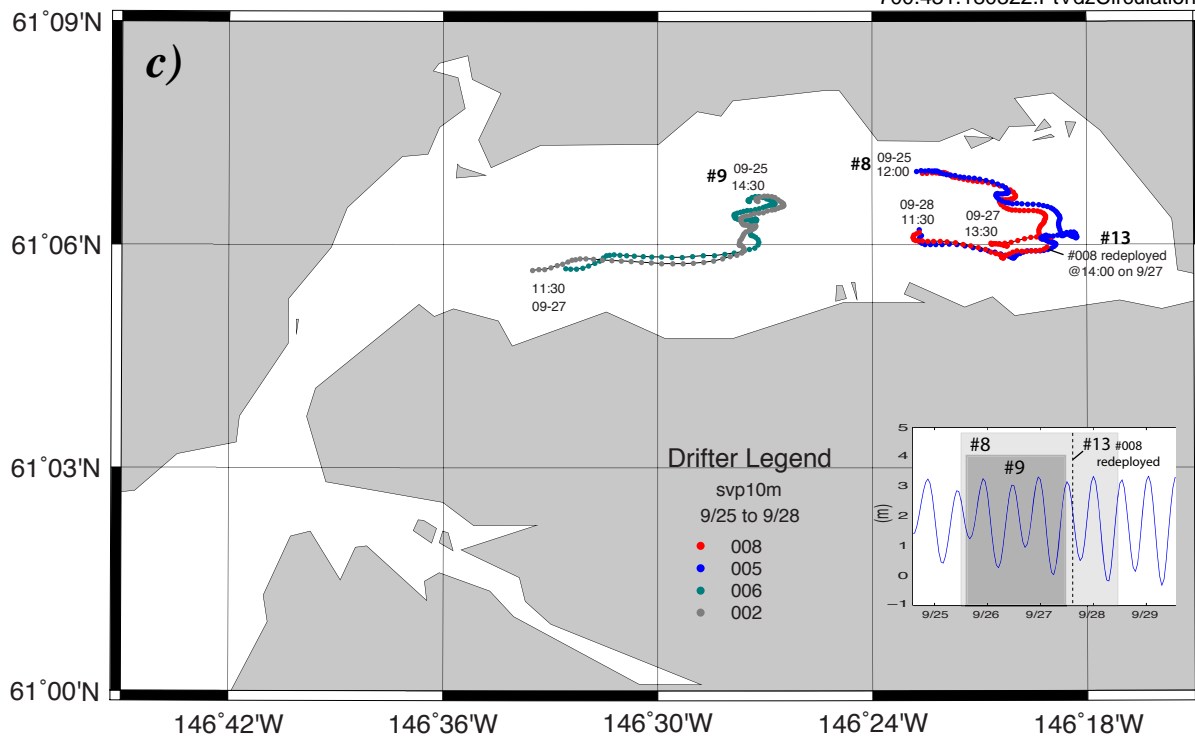 61°09'N
c)
#9
09-25
14:30
#8
09-25
12:00
09-28
11:30
09-27
13:30
61°06'N
#13
#008 redeployed
@14:00 on 9/27
11:30
09-27
61°03'N
Drifter Legend
svp10m
9/25 to 9/28
008
005
006
002
5
4
3
2
1
0
−1
(m)
#8
#9
#13 #008
redeployed
9/25 9/26 9/27 9/28 9/29
61°00'N
146°42'W 146°36'W 146°30'W 146°24'W 146°18'W